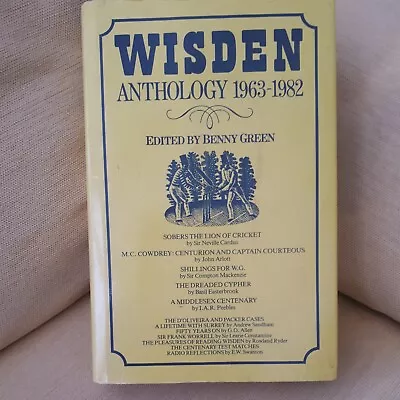 WISDEN
ANTHOLOGY 1963-1982
EDITED BY BENNY GREEN
SOBERS THE LION OF CRICKET
by Sir Neville Cardus
M.C. COWDREY: CENTURION AND CAPTAIN COURTEOUS
by John Arlott
SHILLINGS FOR W.G.
by Sir Compton Mackenzie
THE DREADED CYPHER
by Basil Easterbrook
A MIDDLESEX CENTENARY
by I.A.R. Peebles
THE D'OLIVEIRA AND PACKER CASES
A LIFETIME WITH SURREY by Andrew Sandham
FIFTY YEARS ON by G.O. Allen
SIR FRANK WORRELL by Sir Learie Constantine
THE PLEASURES OF READING WISDEN by Rowland Ryder
THE CENTENARY TEST MATCHES
RADIO REFLECTIONS by E.W. Swanton